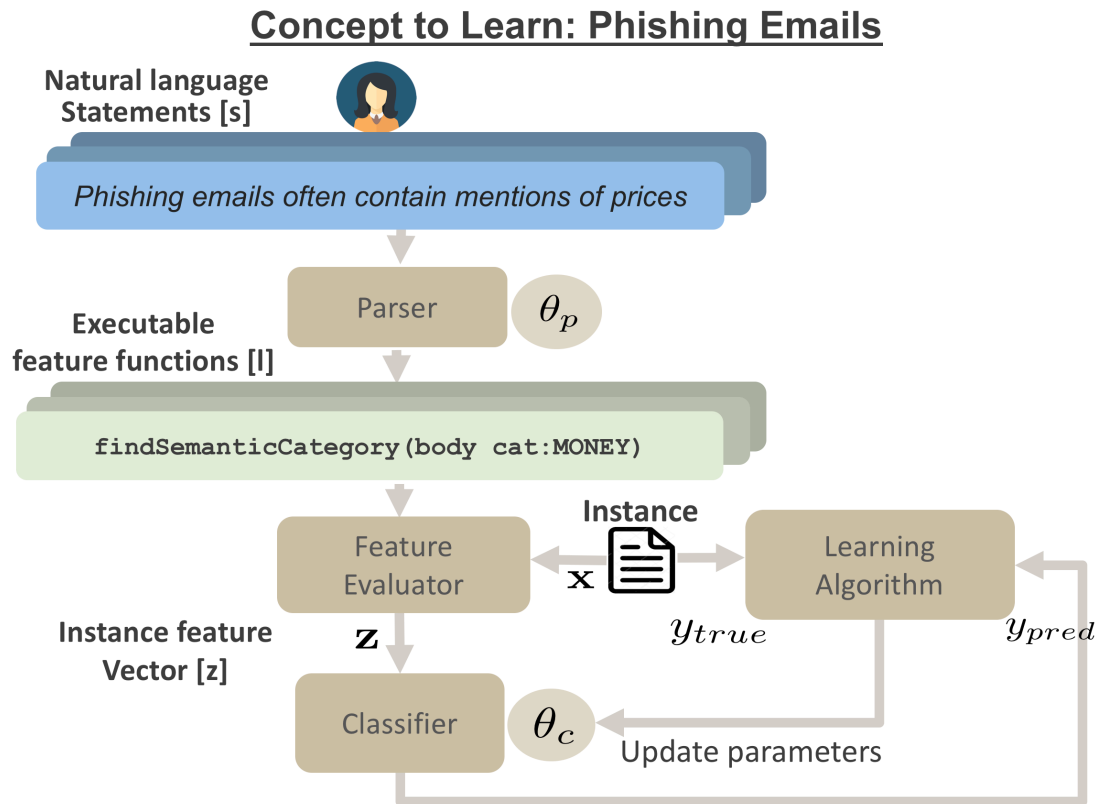 Concept to Learn: Phishing Emails
Natural language
Statements [s]
Phishing emails often contain mentions of prices
Parser
θp
Executable
feature functions [l]
findSemanticCategory(body cat:MONEY)
Instance
Feature
Evaluator
x
Learning
Algorithm
ytrue
ypred
z
Instance feature
Vector [z]
Classifier
θc
Update parameters